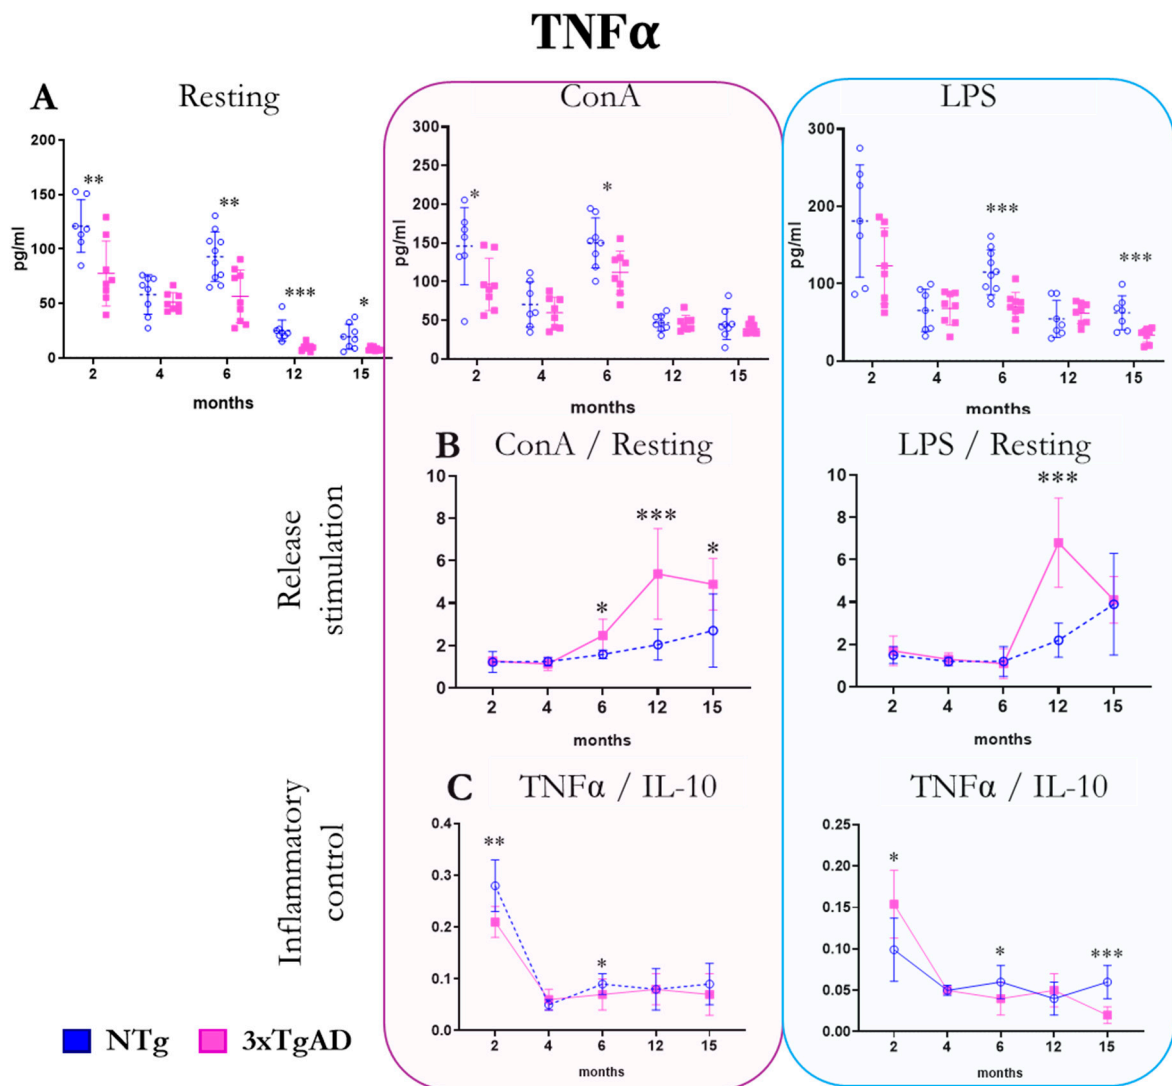 TNFα
A Resting ConA LPS
200
150
100
50
0
pg/ml
** ** *** *
2 4 6 12 15
months
300
250
200
150
100
50
0
pg/ml
* *
2 4 6 12 15
months
300
200
100
0
pg/ml
*** ***
2 4 6 12 15
months
Release
stimulation
B ConA / Resting
10
8
6
4
2
0
* *** *
2 4 6 12 15
months
LPS / Resting
10
8
6
4
2
0
***
2 4 6 12 15
months
Inflammatory
control
C TNFα / IL-10
0.4
0.3
0.2
0.1
0.0
** *
2 4 6 12 15
months
TNFα / IL-10
0.25
0.20
0.15
0.10
0.05
0.00
* * ***
2 4 6 12 15
months
NTg 3xTgAD